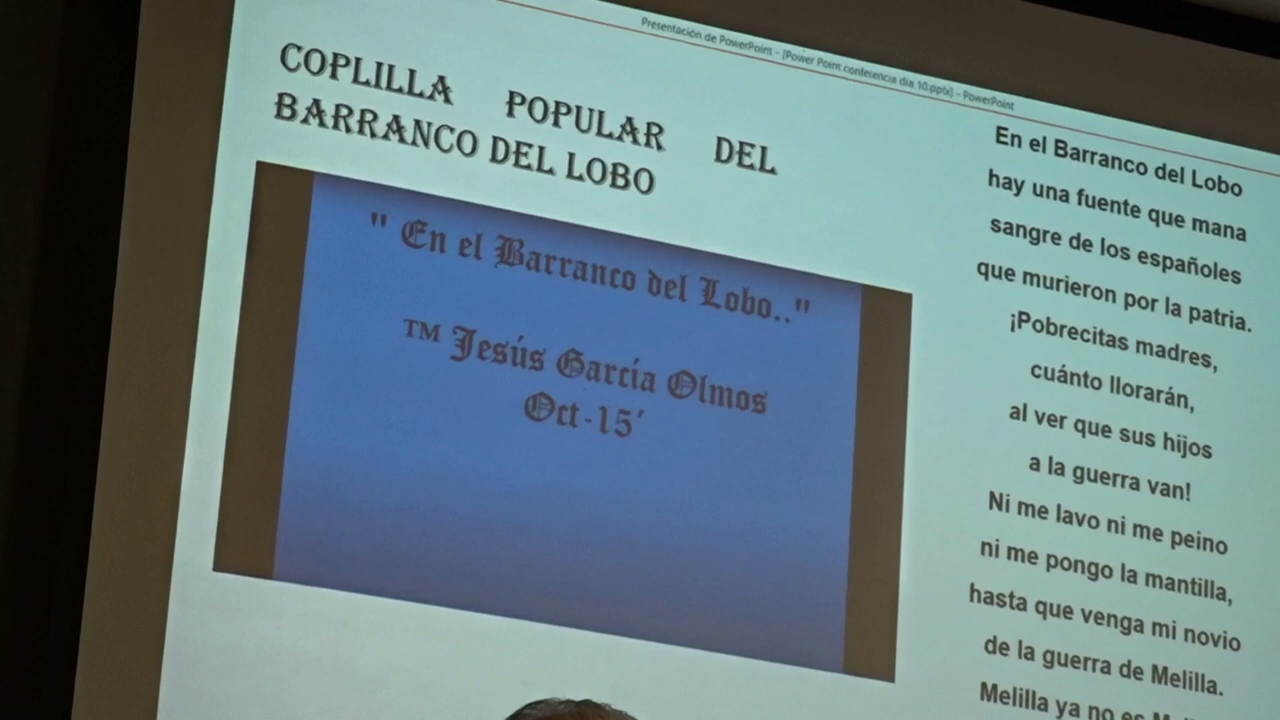 Presentación de PowerPoint - [Power Point conferencia dia 10.pptx] - PowerPoint
COPLILLA POPULAR DEL
BARRANCO DEL LOBO
" En el Barranco del Lobo.."
™ Jesús García Olmos
Oct-15´
En el Barranco del Lobo
hay una fuente que mana
sangre de los españoles
que murieron por la patria.
¡Pobrecitas madres,
cuánto llorarán,
al ver que sus hijos
a la guerra van!
Ni me lavo ni me peino
ni me pongo la mantilla,
hasta que venga mi novio
de la guerra de Melilla.
Melilla ya no es